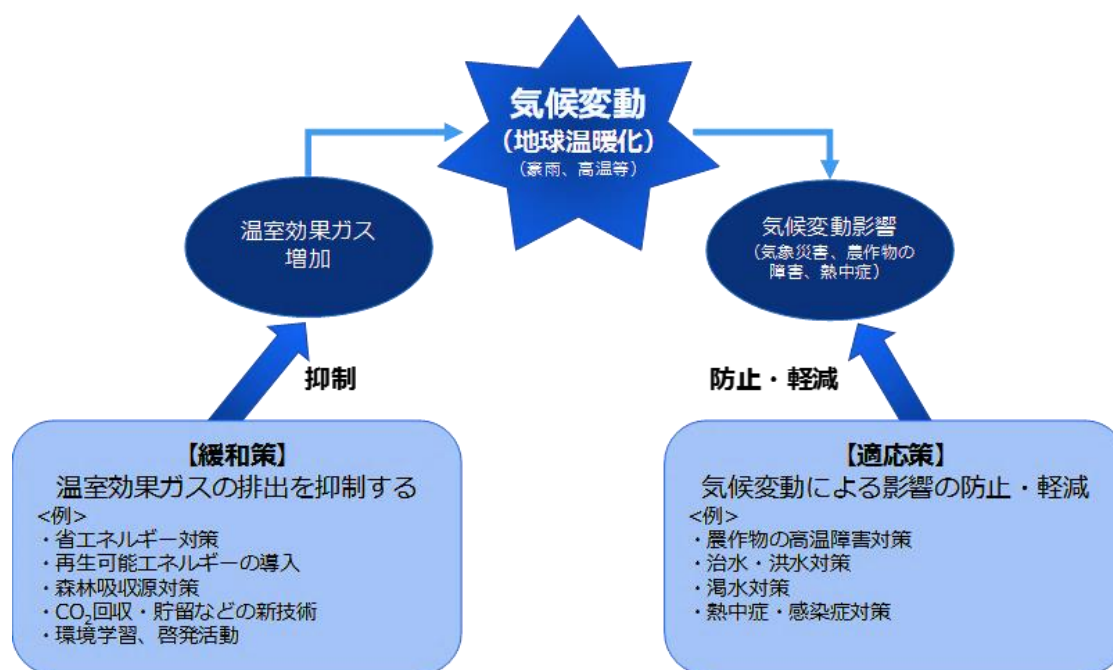 気候変動
（地球温暖化）
（豪雨、高温等）
温室効果ガス
増加
気候変動影響
（気象災害、農作物の
障害、熱中症）
抑制
防止・軽減
【緩和策】
温室効果ガスの排出を抑制する
<例>
・省エネルギー対策
・再生可能エネルギーの導入
・森林吸収源対策
・CO₂回収・貯留などの新技術
・環境学習、啓発活動
【適応策】
気候変動による影響の防止・軽減
<例>
・農作物の高温障害対策
・治水・洪水対策
・渇水対策
・熱中症・感染症対策